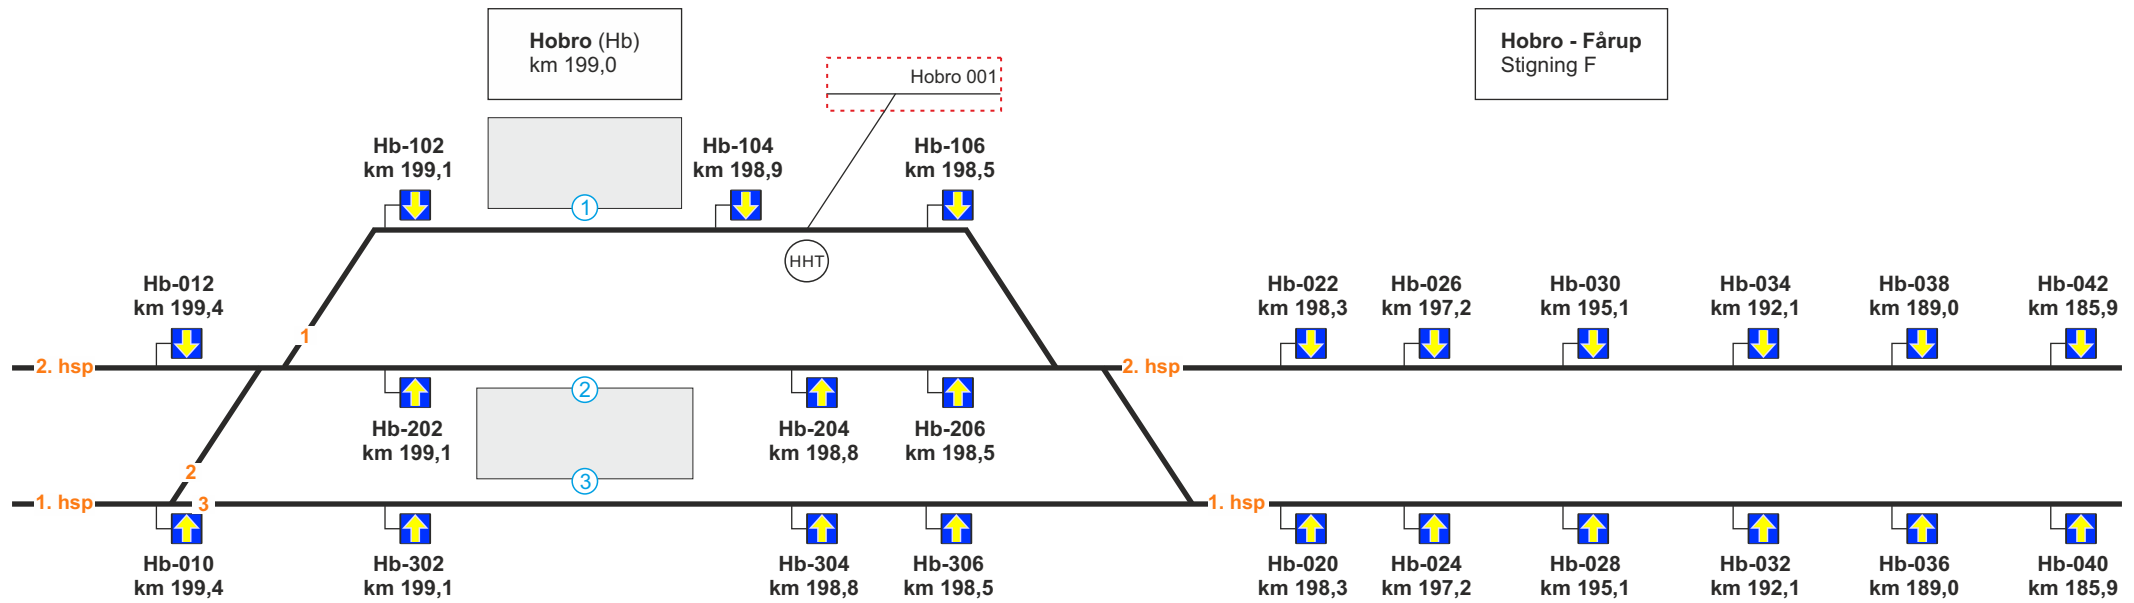 Hobro (Hb)
km 199,0
Hobro - Fårup
Stigning F
Hobro 001
Hb-102
km 199,1
1
Hb-104
km 198,9
Hb-106
km 198,5
HHT
Hb-012
km 199,4
Hb-022
km 198,3
Hb-026
km 197,2
Hb-030
km 195,1
Hb-034
km 192,1
Hb-038
km 189,0
Hb-042
km 185,9
1
2. hsp
2. hsp
2
Hb-202
km 199,1
Hb-204
km 198,8
Hb-206
km 198,5
2
3
1. hsp
3
1. hsp
Hb-010
km 199,4
Hb-302
km 199,1
Hb-304
km 198,8
Hb-306
km 198,5
Hb-020
km 198,3
Hb-024
km 197,2
Hb-028
km 195,1
Hb-032
km 192,1
Hb-036
km 189,0
Hb-040
km 185,9